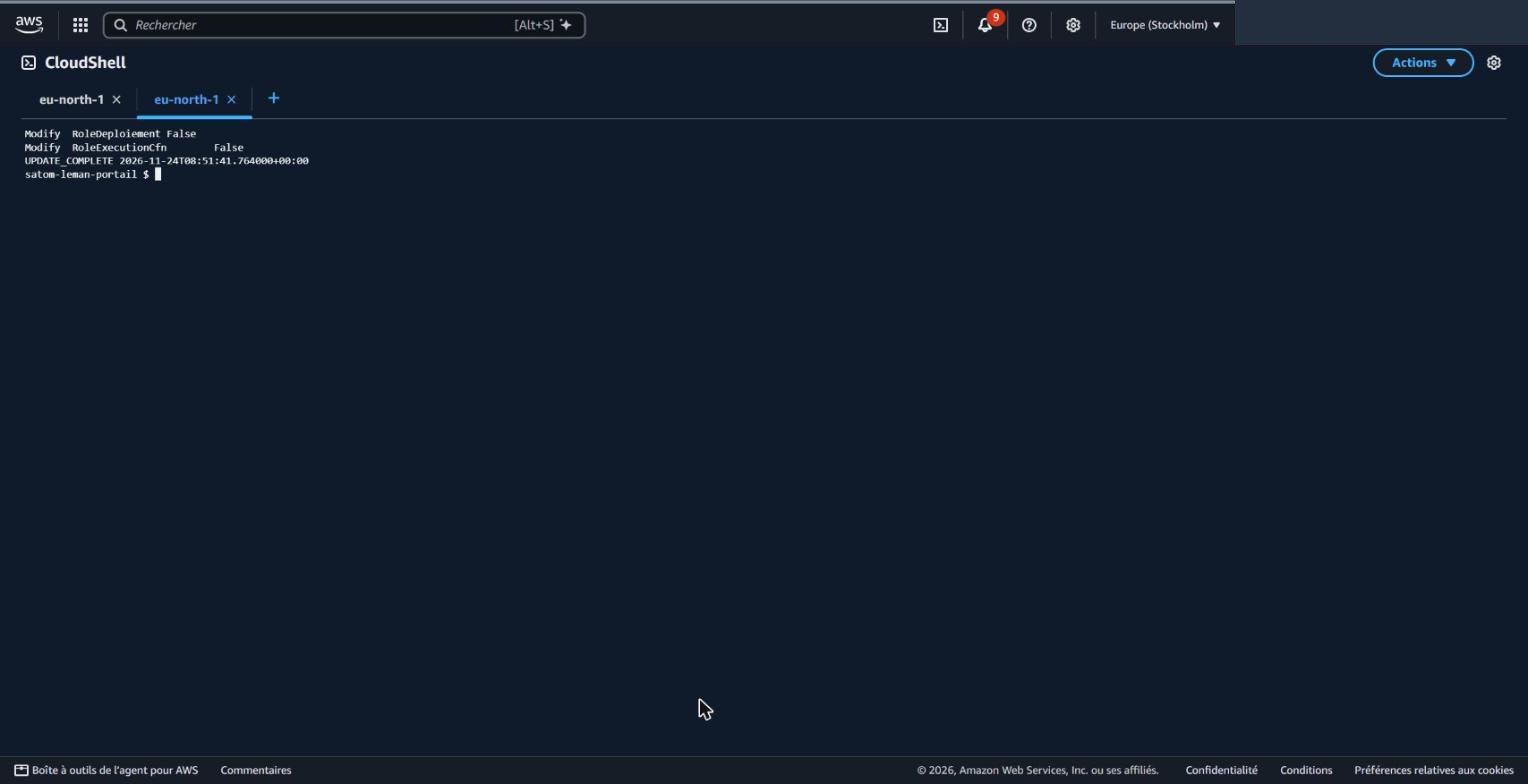 aws
Rechercher [Alt+S]
9
Europe (Stockholm) ▼
CloudShell
Actions ▼
eu-north-1 ×
eu-north-1 ×
+
Modify  RoleDeploiement False
Modify  RoleExecutionCfn        False
UPDATE_COMPLETE 2026-11-24T08:51:41.764000+00:00
satom-leman-portail $
Boîte à outils de l'agent pour AWS
Commentaires
© 2026, Amazon Web Services, Inc. ou ses affiliés.
Confidentialité
Conditions
Préférences relatives aux cookies